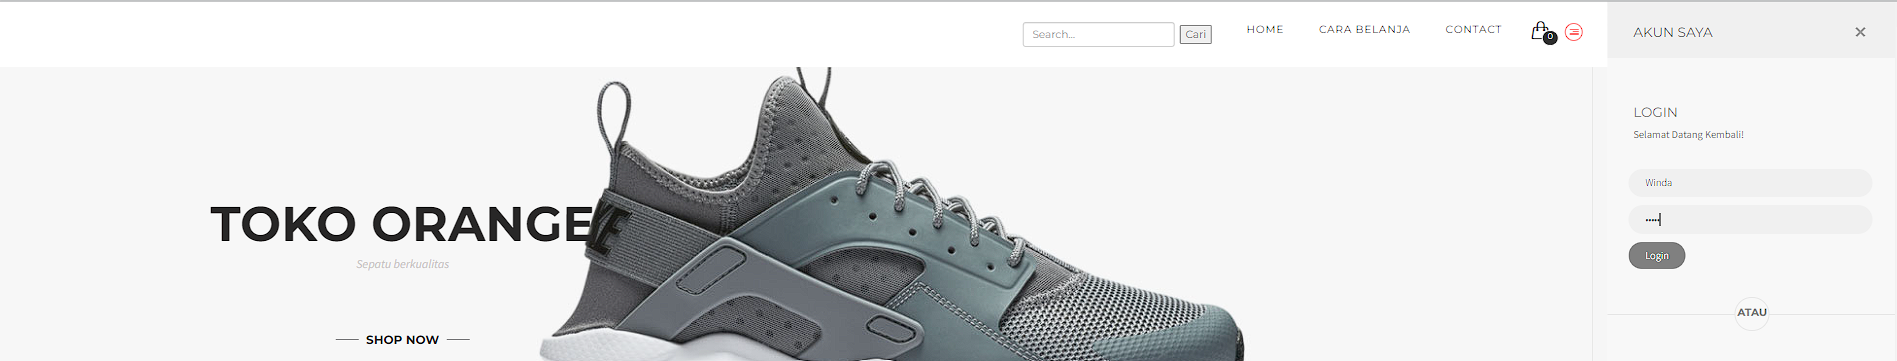 Search...
Cari
HOME
CARA BELANJA
CONTACT
0
AKUN SAYA
×
LOGIN
Selamat Datang Kembali!
Winda
•••••
Login
ATAU
TOKO ORANGE
Sepatu berkualitas
SHOP NOW